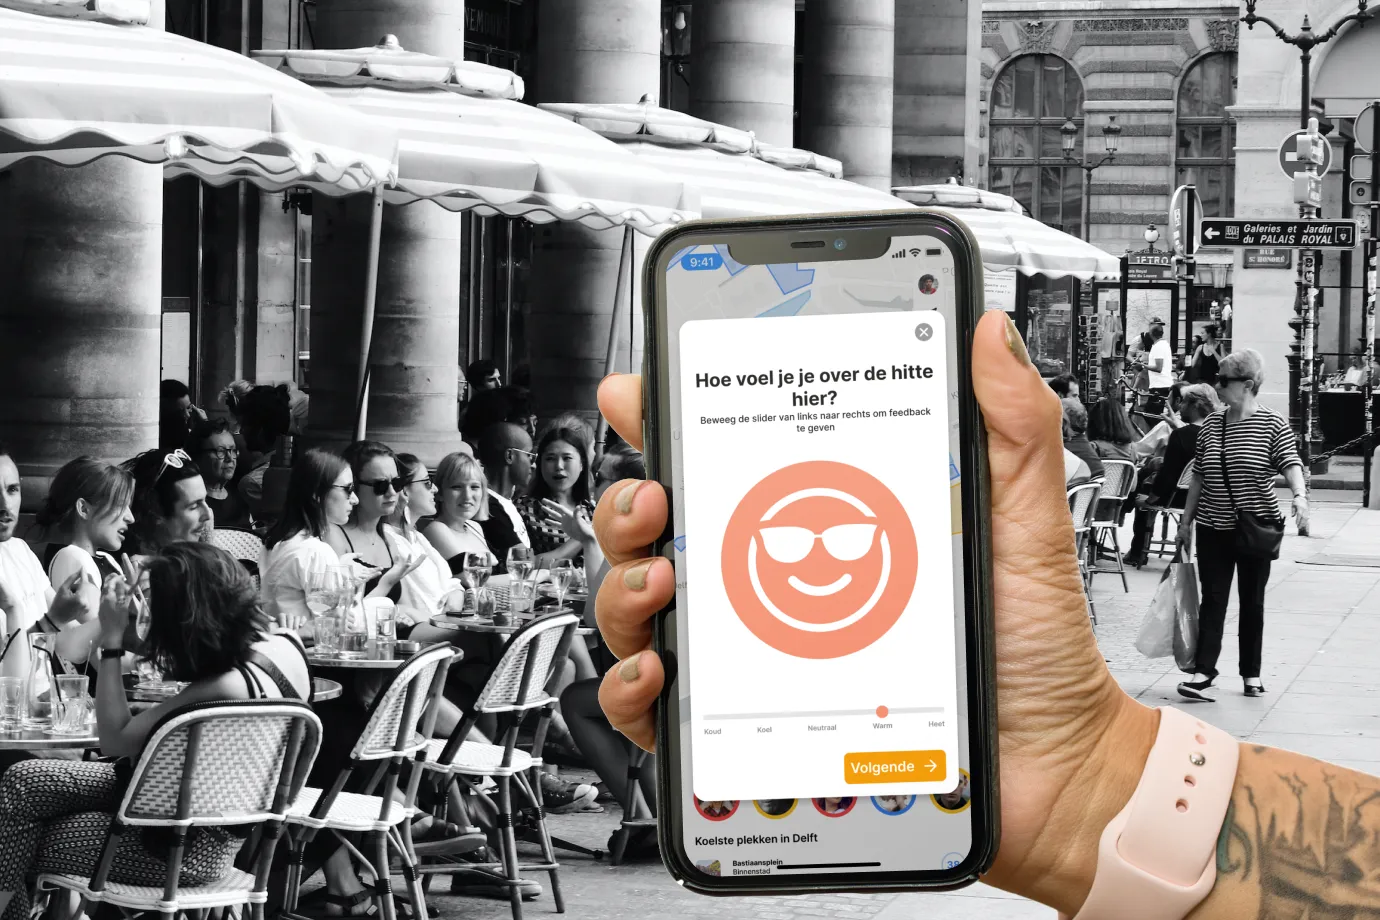 Galeries et Jardin
du PALAIS ROYAL
RUE
ST HONORÉ
9:41
Hoe voel je je over de hitte
hier?
Beweeg de slider van links naar rechts om feedback
te geven
Koud
Koel
Neutraal
Warm
Heet
Volgende
Koelste plekken in Delft
Bastiaansplein
Binnenstad
38